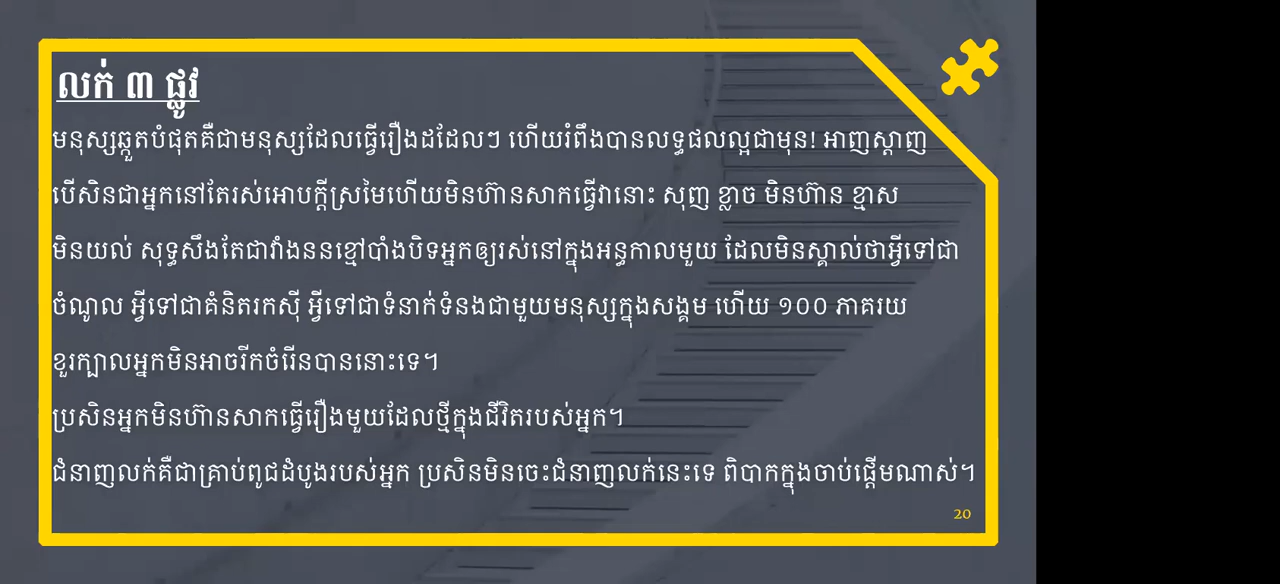 លក់ ៣ ផ្លូវ
មនុស្សឆ្កួតបំផុតគឺជាមនុស្សដែលធ្វើរឿងដដែលៗ ហើយរំពឹងបានលទ្ធផលល្អជាមុន! អាញស្ដាញ
បើសិនជាអ្នកនៅតែរស់អោបក្ដីស្រមៃហើយមិនហ៊ានសាកធ្វើវានោះ សុញ ខ្លាច មិនហ៊ាន ខ្មាស
មិនយល់ សុទ្ធសឹងតែជាវាំងននខ្មៅបាំងបិទអ្នកឲ្យរស់នៅក្នុងអន្ធកាលមួយ ដែលមិនស្គាល់ថាអ្វីទៅជា
ចំណូល អ្វីទៅជាគំនិតរកស៊ី អ្វីទៅជាទំនាក់ទំនងជាមួយមនុស្សក្នុងសង្គម ហើយ ១០០ ភាគរយ
ខួរក្បាលអ្នកមិនអាចរីកចំរើនបាននោះទេ។
ប្រសិនអ្នកមិនហ៊ានសាកធ្វើរឿងមួយដែលថ្មីក្នុងជីវិតរបស់អ្នក។
ជំនាញលក់គឺជាគ្រាប់ពូជដំបូងរបស់អ្នក ប្រសិនមិនចេះជំនាញលក់នេះទេ ពិបាកក្នុងចាប់ផ្ដើមណាស់។
20